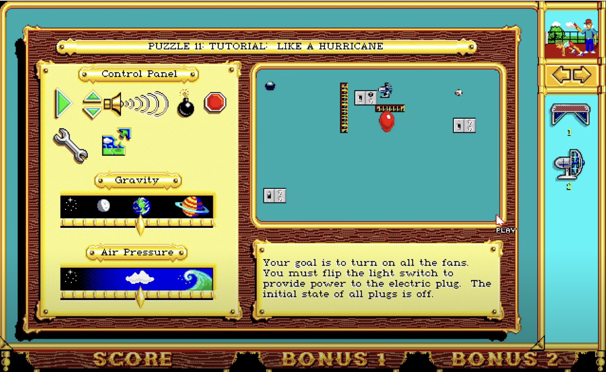 PUZZLE 11: TUTORIAL: LIKE A HURRICANE
Control Panel
Gravity
Air Pressure
PLAY
Your goal is to turn on all the fans.
You must flip the light switch to
provide power to the electric plug. The
initial state of all plugs is off.
1
2
SCORE
BONUS 1
BONUS 2